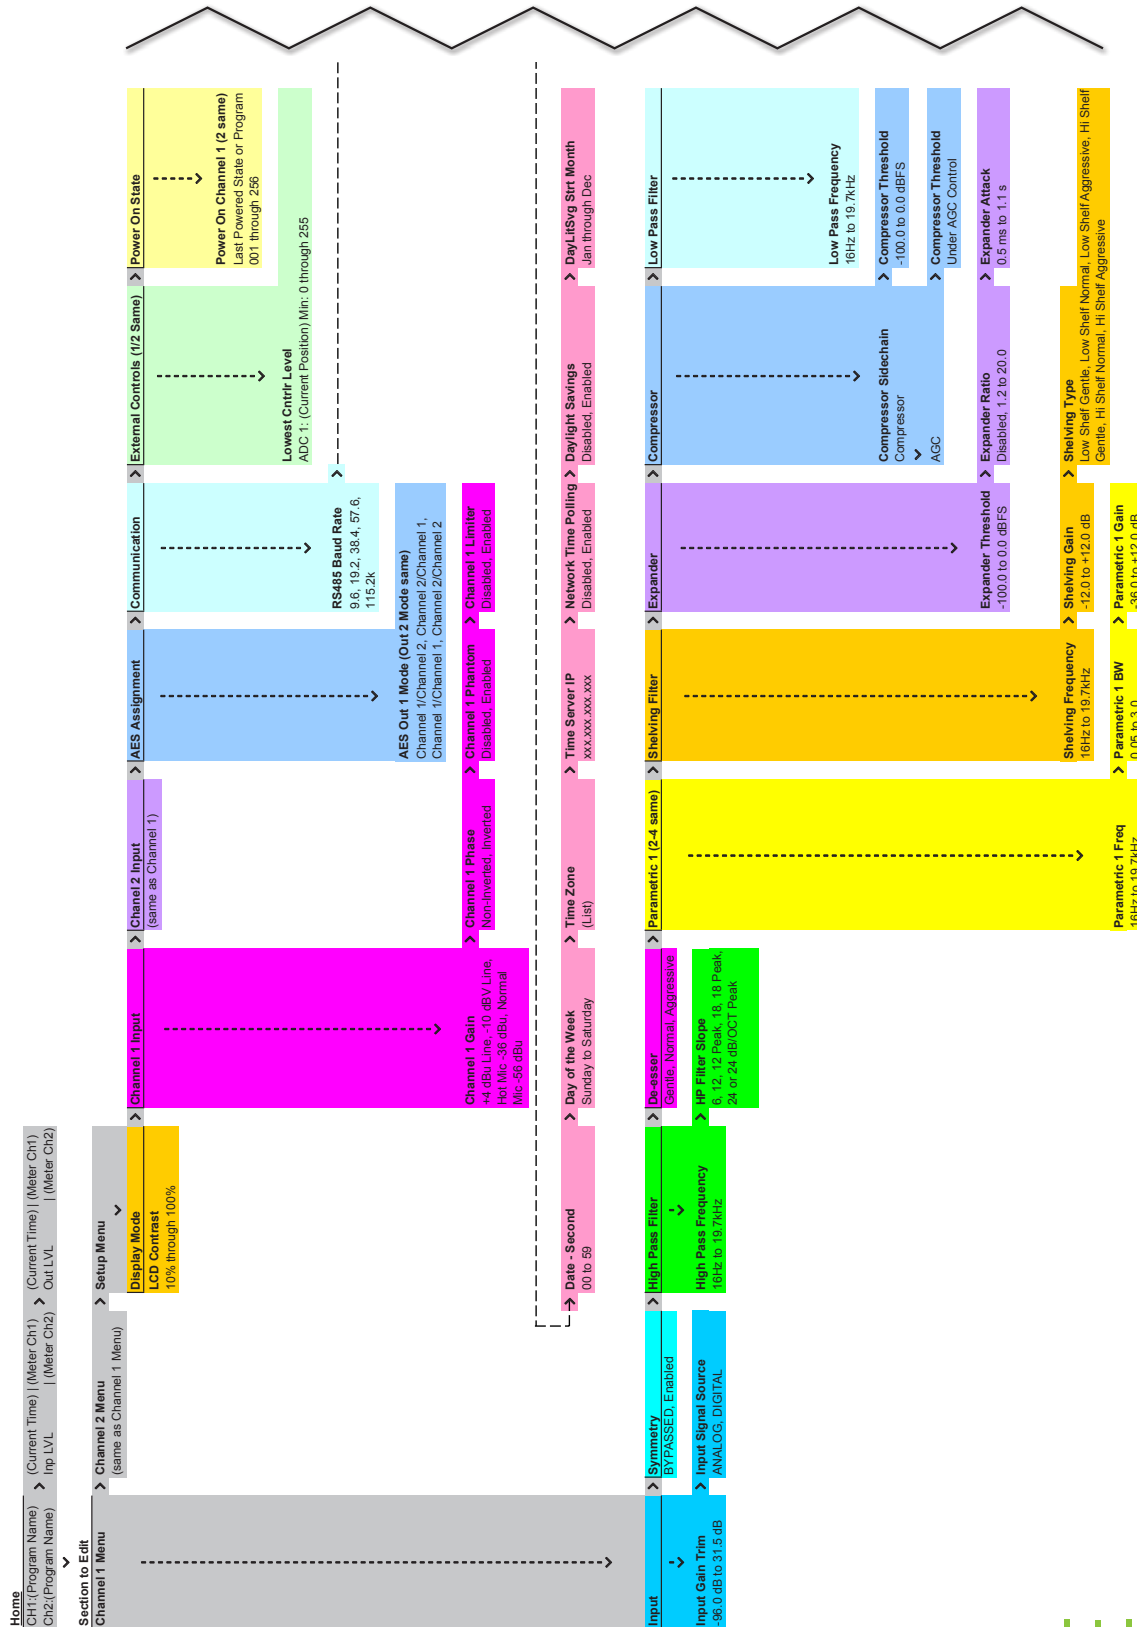 Home
CH1:(Program Name)
Ch2:(Program Name)
(Current Time) | (Meter Ch1)
Inp LVL | (Meter Ch2)
(Current Time) | (Meter Ch1)
Out LVL | (Meter Ch2)
Section to Edit
Channel 1 Menu
Channel 2 Menu
(same as Channel 1 Menu)
Setup Menu
Display Mode
LCD Contrast
10% through 100%
Channel 1 Input
Channel 1 Gain
+4 dBu Line, -10 dBV Line,
Hot Mic -36 dBu, Normal
Mic -56 dBu
Channel 1 Phase
Non-Inverted, Inverted
Channel 1 Phantom
Disabled, Enabled
Channel 1 Limiter
Disabled, Enabled
Chanel 2 Input
(same as Channel 1)
AES Assignment
AES Out 1 Mode (Out 2 Mode same)
Channel 1/Channel 2, Channel 2/Channel 1,
Channel 1/Channel 1, Channel 2/Channel 2
Communication
RS485 Baud Rate
9.6, 19.2, 38.4, 57.6,
115.2k
External Controls (1/2 Same)
Lowest Cntrlr Level
ADC 1: (Current Position) Min: 0 through 255
Power On State
Power On Channel 1 (2 same)
Last Powered State or Program
001 through 256
Date - Second
00 to 59
Day of the Week
Sunday to Saturday
Time Zone
(List)
Time Server IP
xxx.xxx.xxx.xxx
Network Time Polling
Disabled, Enabled
Daylight Savings
Disabled, Enabled
DayLitSvg Strt Month
Jan through Dec
Input
Input Gain Trim
-96.0 dB to 31.5 dB
Input Signal Source
ANALOG, DIGITAL
Symmetry
BYPASSED, Enabled
High Pass Filter
High Pass Frequency
16Hz to 19.7kHz
HP Filter Slope
6, 12, 12 Peak, 18, 18 Peak,
24 or 24 dB/OCT Peak
De-esser
Gentle, Normal, Aggressive
Parametric 1 (2-4 same)
Parametric 1 Freq
16Hz to 19.7kHz
Parametric 1 BW
0.05 to 3.0
Parametric 1 Gain
-36.0 to +12.0 dB
Shelving Filter
Shelving Frequency
16Hz to 19.7kHz
Shelving Gain
-12.0 to +12.0 dB
Shelving Type
Low Shelf Gentle, Low Shelf Normal, Low Shelf Aggressive, Hi Shelf
Gentle, Hi Shelf Normal, Hi Shelf Aggressive
Expander
Expander Threshold
-100.0 to 0.0 dBFS
Expander Ratio
Disabled, 1.2 to 20.0
Expander Attack
0.5 ms to 1.1 s
Compressor
Compressor Sidechain
Compressor
AGC
Compressor Threshold
-100.0 to 0.0 dBFS
Compressor Threshold
Under AGC Control
Low Pass Filter
Low Pass Frequency
16Hz to 19.7kHz